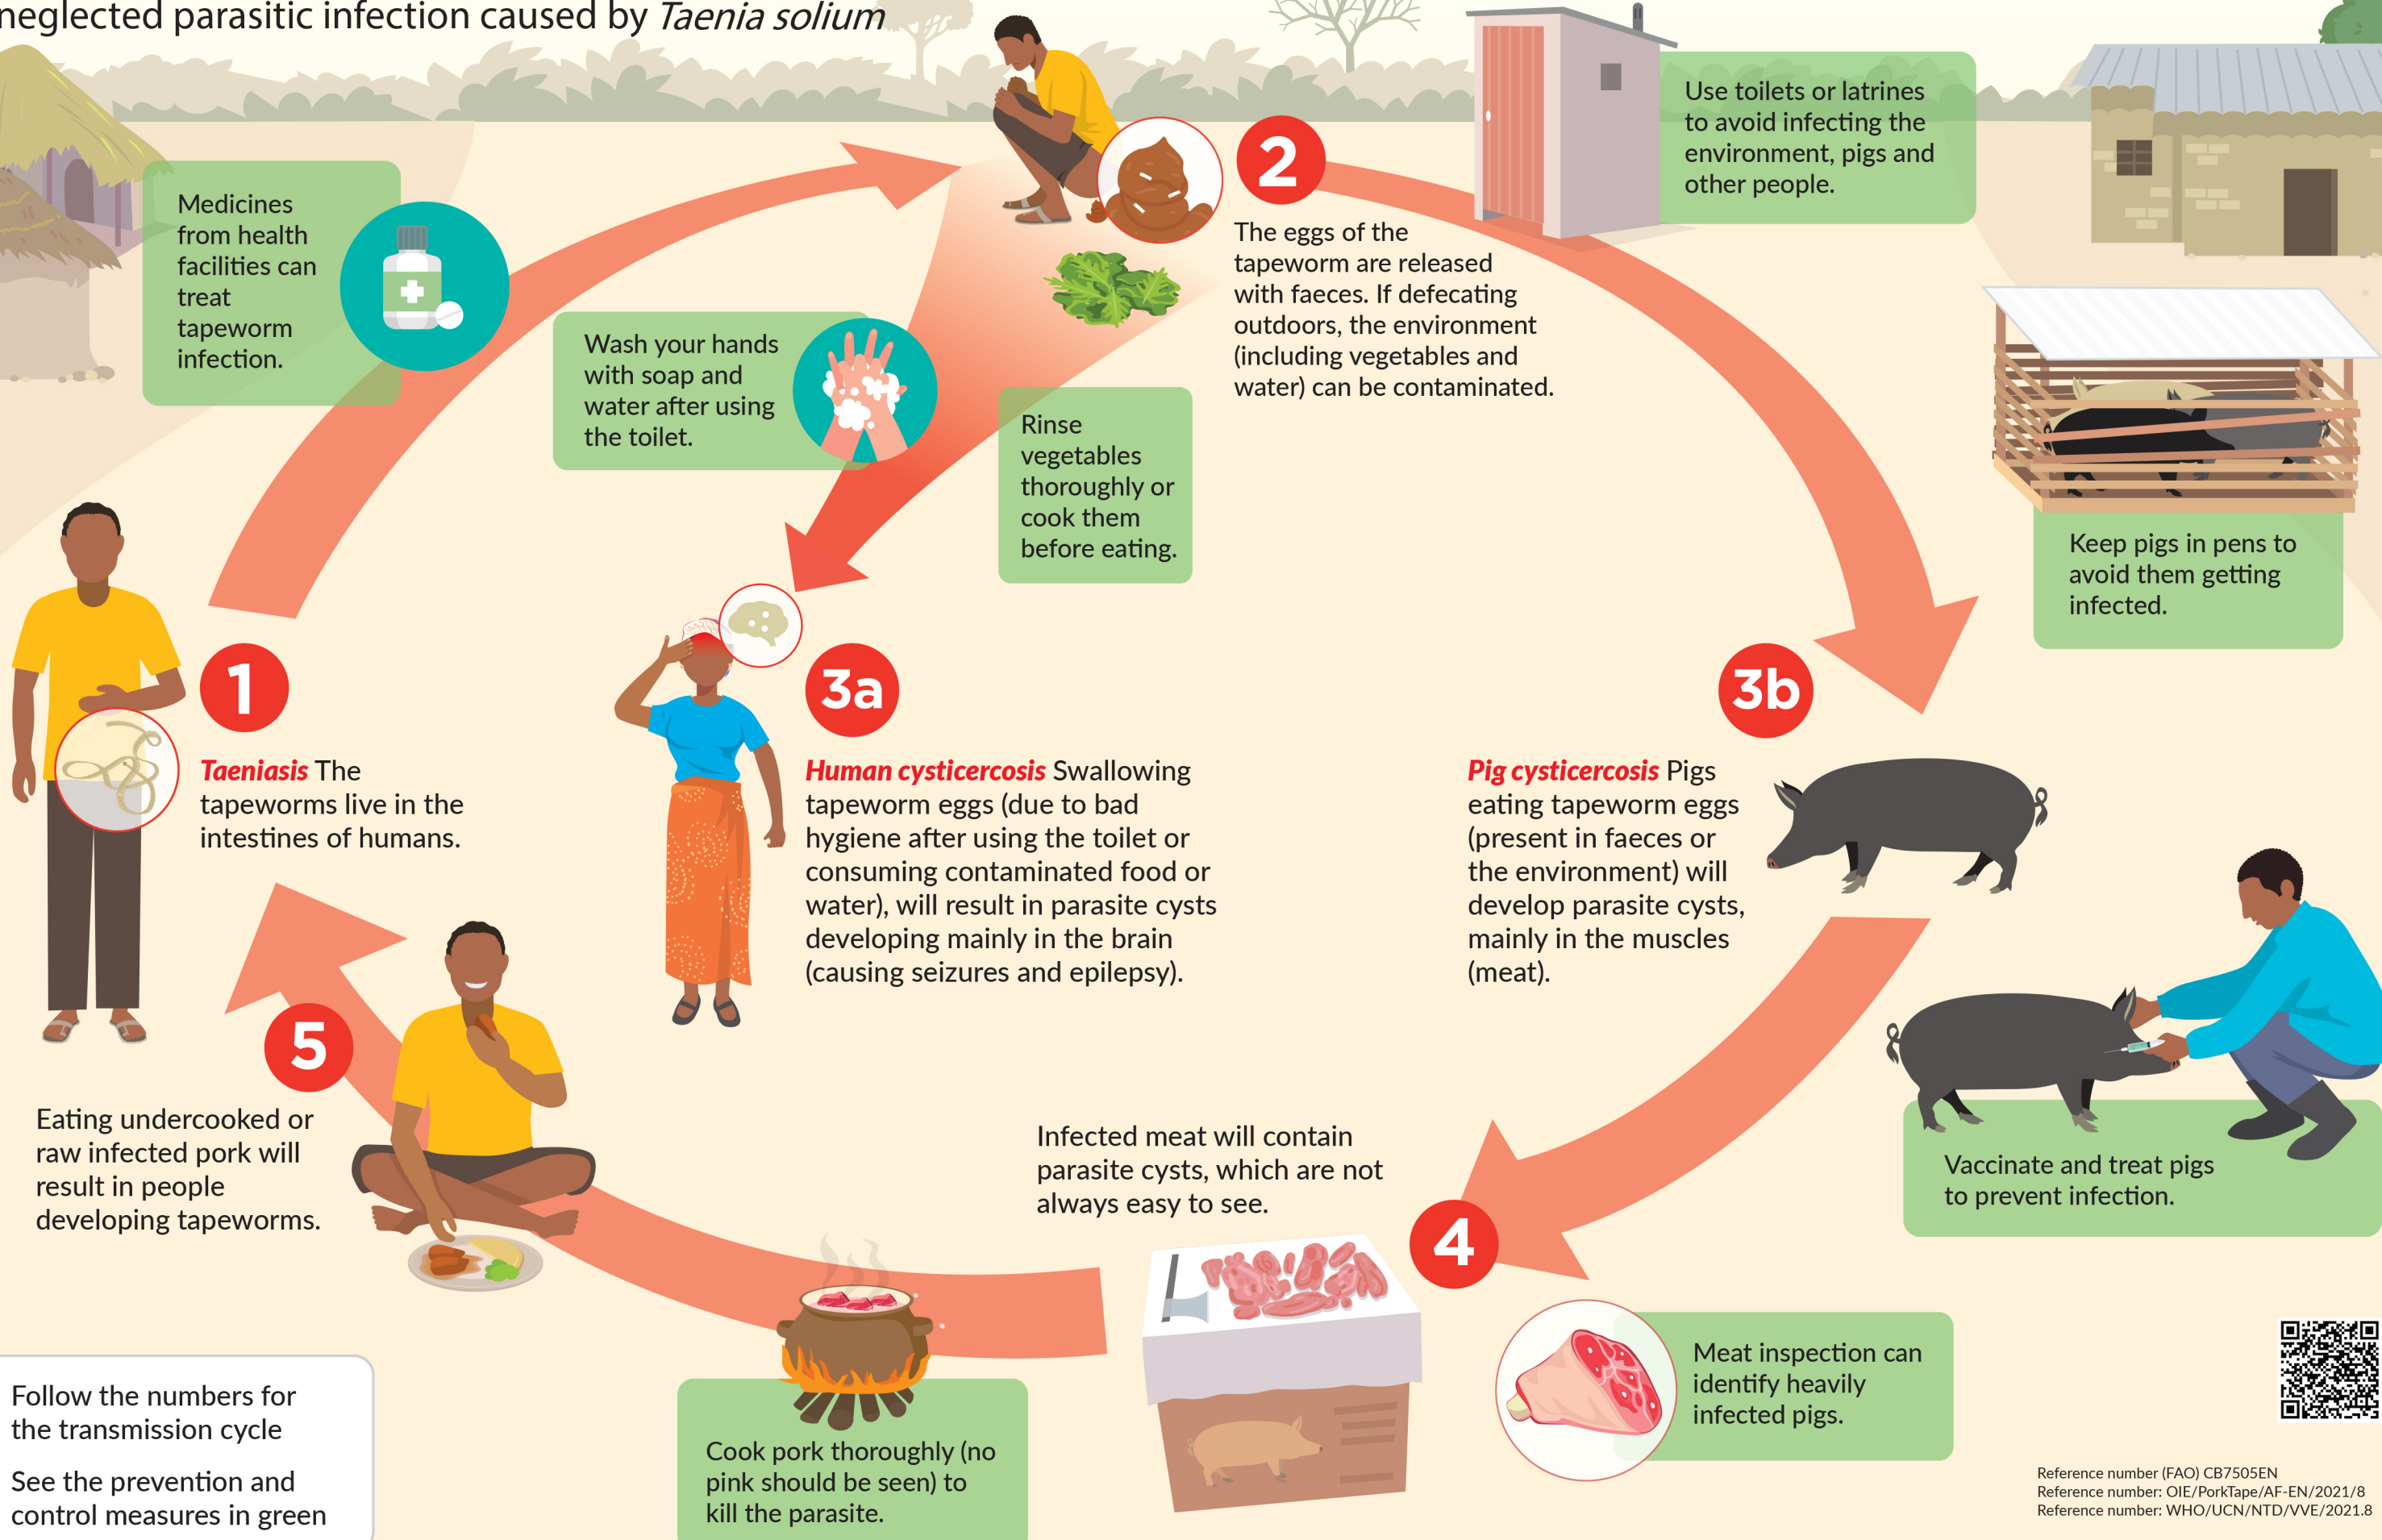 neglected parasitic infection caused by Taenia solium
Use toilets or latrines
to avoid infecting the
environment, pigs and
other people.
Medicines
from health
facilities can
treat
tapeworm
infection.
2
The eggs of the
tapeworm are released
with faeces. If defecating
outdoors, the environment
(including vegetables and
water) can be contaminated.
Wash your hands
with soap and
water after using
the toilet.
Rinse
vegetables
thoroughly or
cook them
before eating.
Keep pigs in pens to
avoid them getting
infected.
1
Taeniasis The
tapeworms live in the
intestines of humans.
3a
Human cysticercosis Swallowing
tapeworm eggs (due to bad
hygiene after using the toilet or
consuming contaminated food or
water), will result in parasite cysts
developing mainly in the brain
(causing seizures and epilepsy).
3b
Pig cysticercosis Pigs
eating tapeworm eggs
(present in faeces or
the environment) will
develop parasite cysts,
mainly in the muscles
(meat).
Vaccinate and treat pigs
to prevent infection.
4
Infected meat will contain
parasite cysts, which are not
always easy to see.
Meat inspection can
identify heavily
infected pigs.
5
Eating undercooked or
raw infected pork will
result in people
developing tapeworms.
Cook pork thoroughly (no
pink should be seen) to
kill the parasite.
Follow the numbers for
the transmission cycle
See the prevention and
control measures in green
Reference number (FAO) CB7505EN
Reference number: OIE/PorkTape/AF-EN/2021/8
Reference number: WHO/UCN/NTD/VVE/2021.8